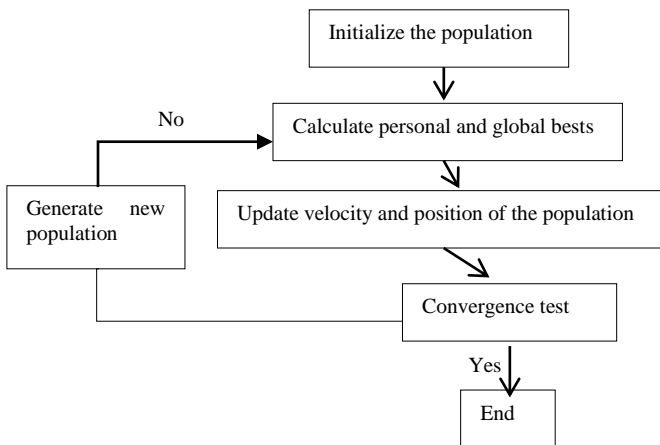 Initialize the population
No
Calculate personal and global bests
Generate new
population
Update velocity and position of the population
Convergence test
Yes
End